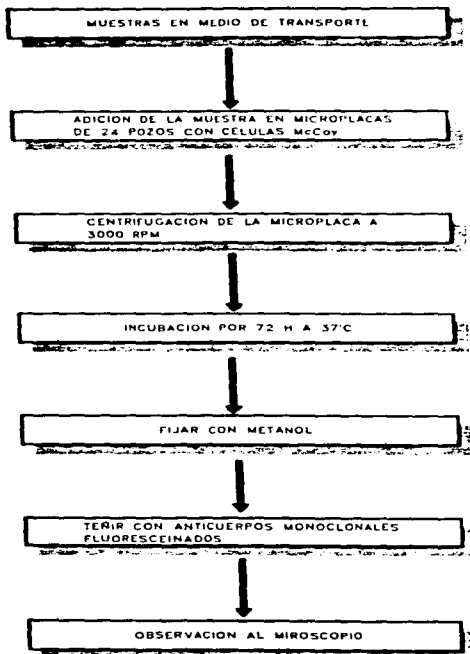 MUESTRAS EN MEDIO DE TRANSPORTE
ADICION DE LA MUESTRA EN MICROPLACAS
DE 24 POZOS CON CELULAS McCoy
CENTRIFUGACION DE LA MICROPLACA A
3000 RPM
INCUBACION POR 72 H A 37°C
FIJAR CON METANOL
TEÑIR CON ANTICUERPOS MONOCLONALES
FLUORESCEINADOS
OBSERVACION AL MIROSCOPIO